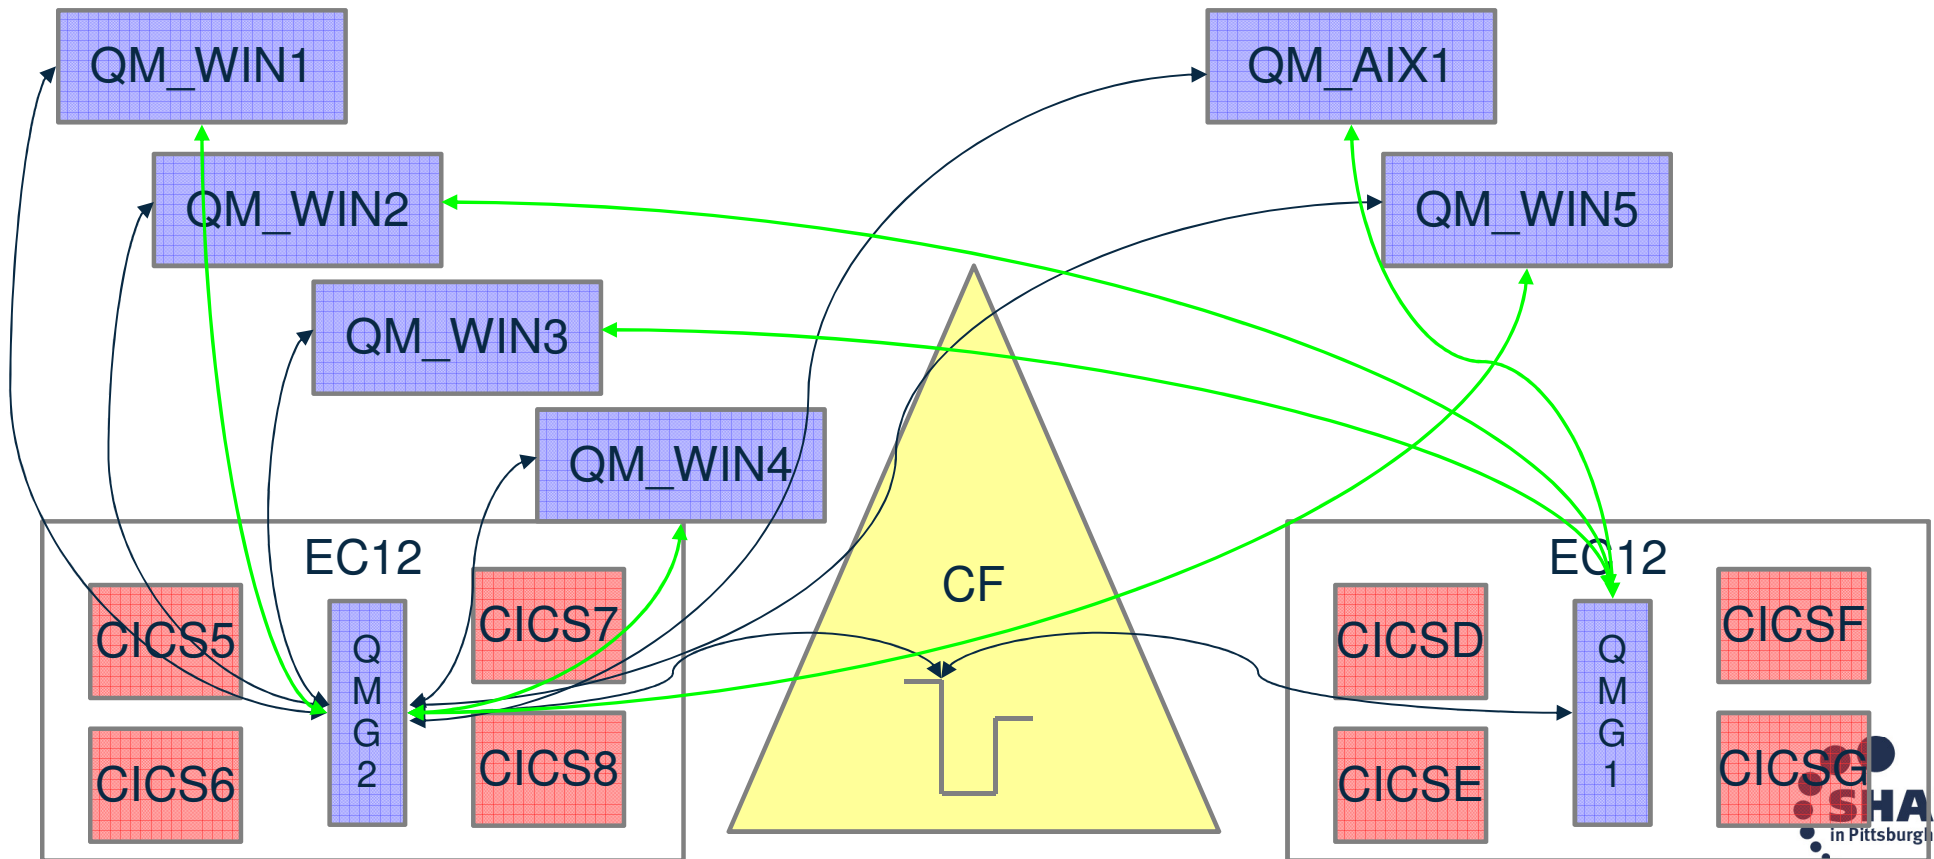 QM_WIN1
QM_AIX1
QM_WIN2
QM_WIN5
QM_WIN3
QM_WIN4
EC12
EC12
CF
CICS5
CICS7
CICSD
CICSF
Q
M
G
2
Q
M
G
1
CICS6
CICS8
CICSE
CICSG
SHA
in Pittsburgh